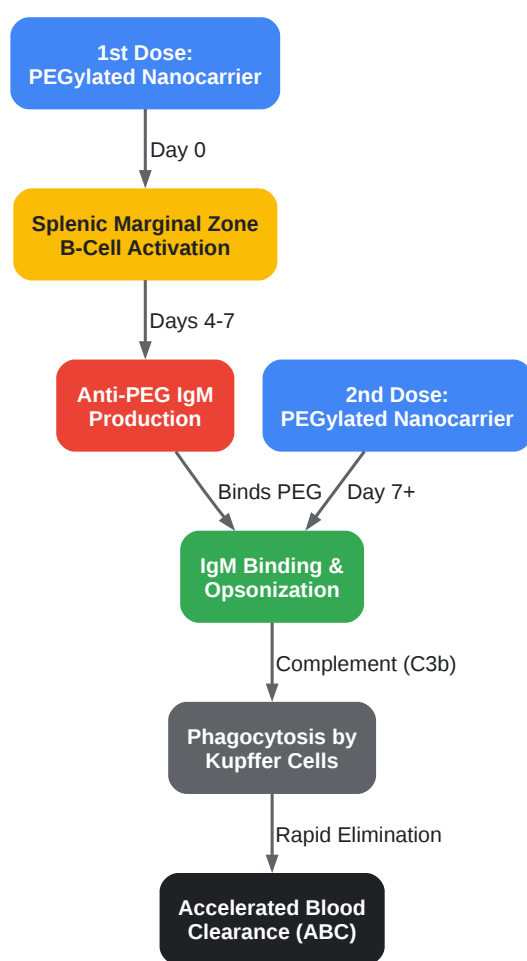 1st Dose:
PEGylated Nanocarrier
Day 0
Splenic Marginal Zone
B-Cell Activation
Days 4-7
Anti-PEG IgM
Production
2nd Dose:
PEGylated Nanocarrier
Binds PEG
Day 7+
IgM Binding &
Opsonization
Complement (C3b)
Phagocytosis by
Kupffer Cells
Rapid Elimination
Accelerated Blood
Clearance (ABC)